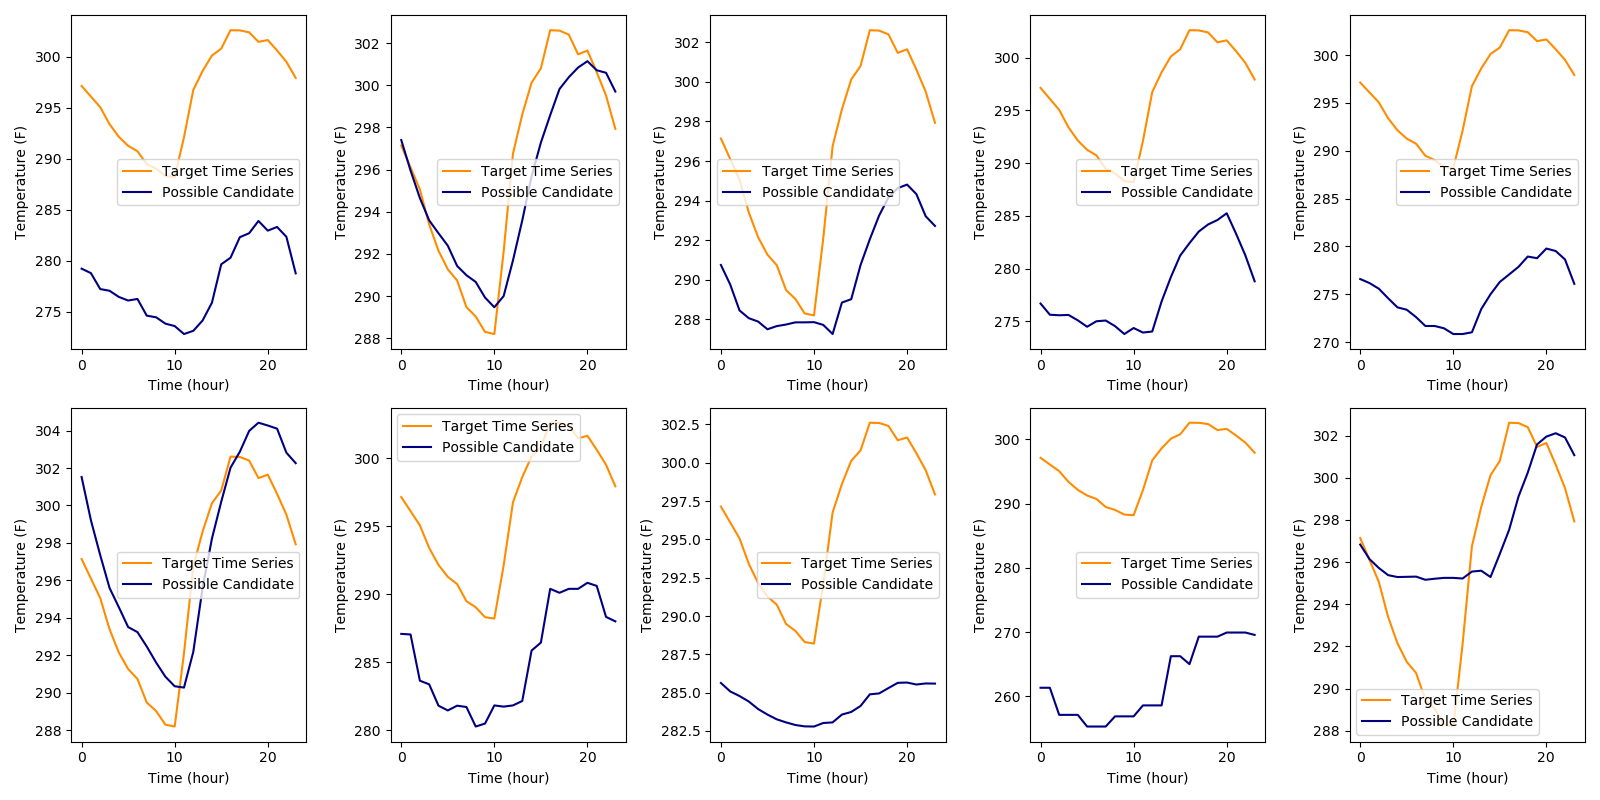 300
295
290
285
280
275
Temperature (F)
0
10
20
Time (hour)
Target Time Series
Possible Candidate
302
300
298
296
294
292
290
288
Temperature (F)
0
10
20
Time (hour)
Target Time Series
Possible Candidate
302
300
298
296
294
292
290
288
Temperature (F)
0
10
20
Time (hour)
Target Time Series
Possible Candidate
300
295
290
285
280
275
Temperature (F)
0
10
20
Time (hour)
Target Time Series
Possible Candidate
300
295
290
285
280
275
270
Temperature (F)
0
10
20
Time (hour)
Target Time Series
Possible Candidate
304
302
300
298
296
294
292
290
288
Temperature (F)
0
10
20
Time (hour)
Target Time Series
Possible Candidate
300
295
290
285
280
Temperature (F)
0
10
20
Time (hour)
Target Time Series
Possible Candidate
302.5
300.0
297.5
295.0
292.5
290.0
287.5
285.0
282.5
Temperature (F)
0
10
20
Time (hour)
Target Time Series
Possible Candidate
300
290
280
270
260
Temperature (F)
0
10
20
Time (hour)
Target Time Series
Possible Candidate
302
300
298
296
294
292
290
288
Temperature (F)
0
10
20
Time (hour)
Target Time Series
Possible Candidate